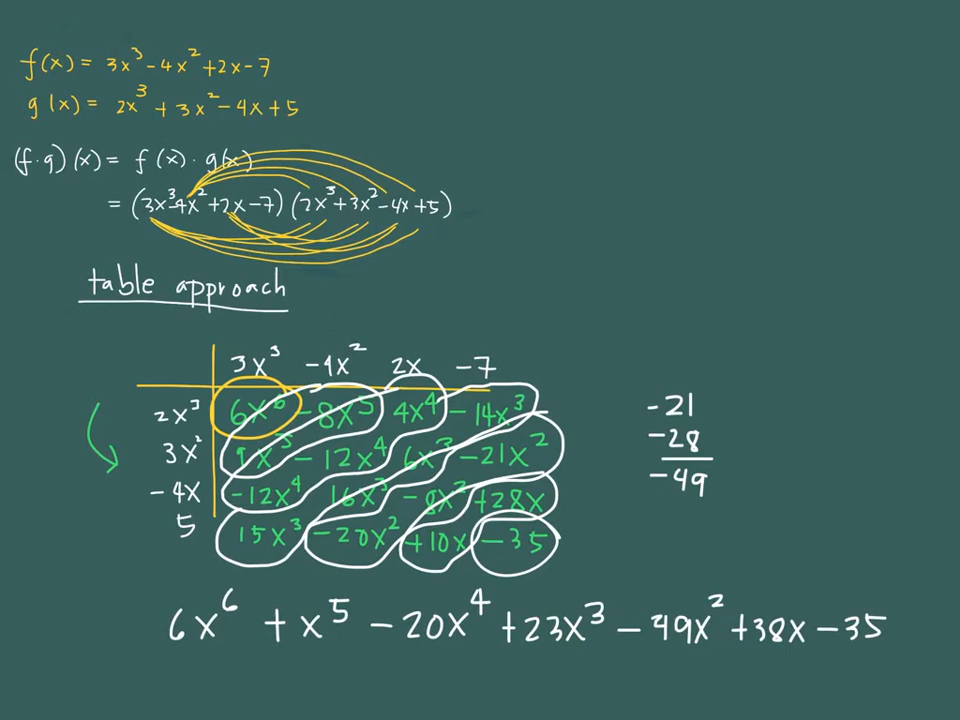 f(x) = 3x³ - 4x² + 2x - 7
g(x) = 2x³ + 3x² - 4x + 5
(f·g)(x) = f(x) · g(x)
= (3x³-4x²+2x-7)(2x³+3x²-4x+5)
table approach
3x³ -4x² 2x -7
2x³ 6x⁶ -8x⁵ 4x⁴ -14x³
3x² 9x⁵ -12x⁴ 6x³ -21x²
-4x -12x⁴ 16x³ -8x² +28x
5 15x³ -20x² +10x -35
-21
-28
-49
6x⁶ + x⁵ - 20x⁴ + 23x³ - 49x² + 38x - 35